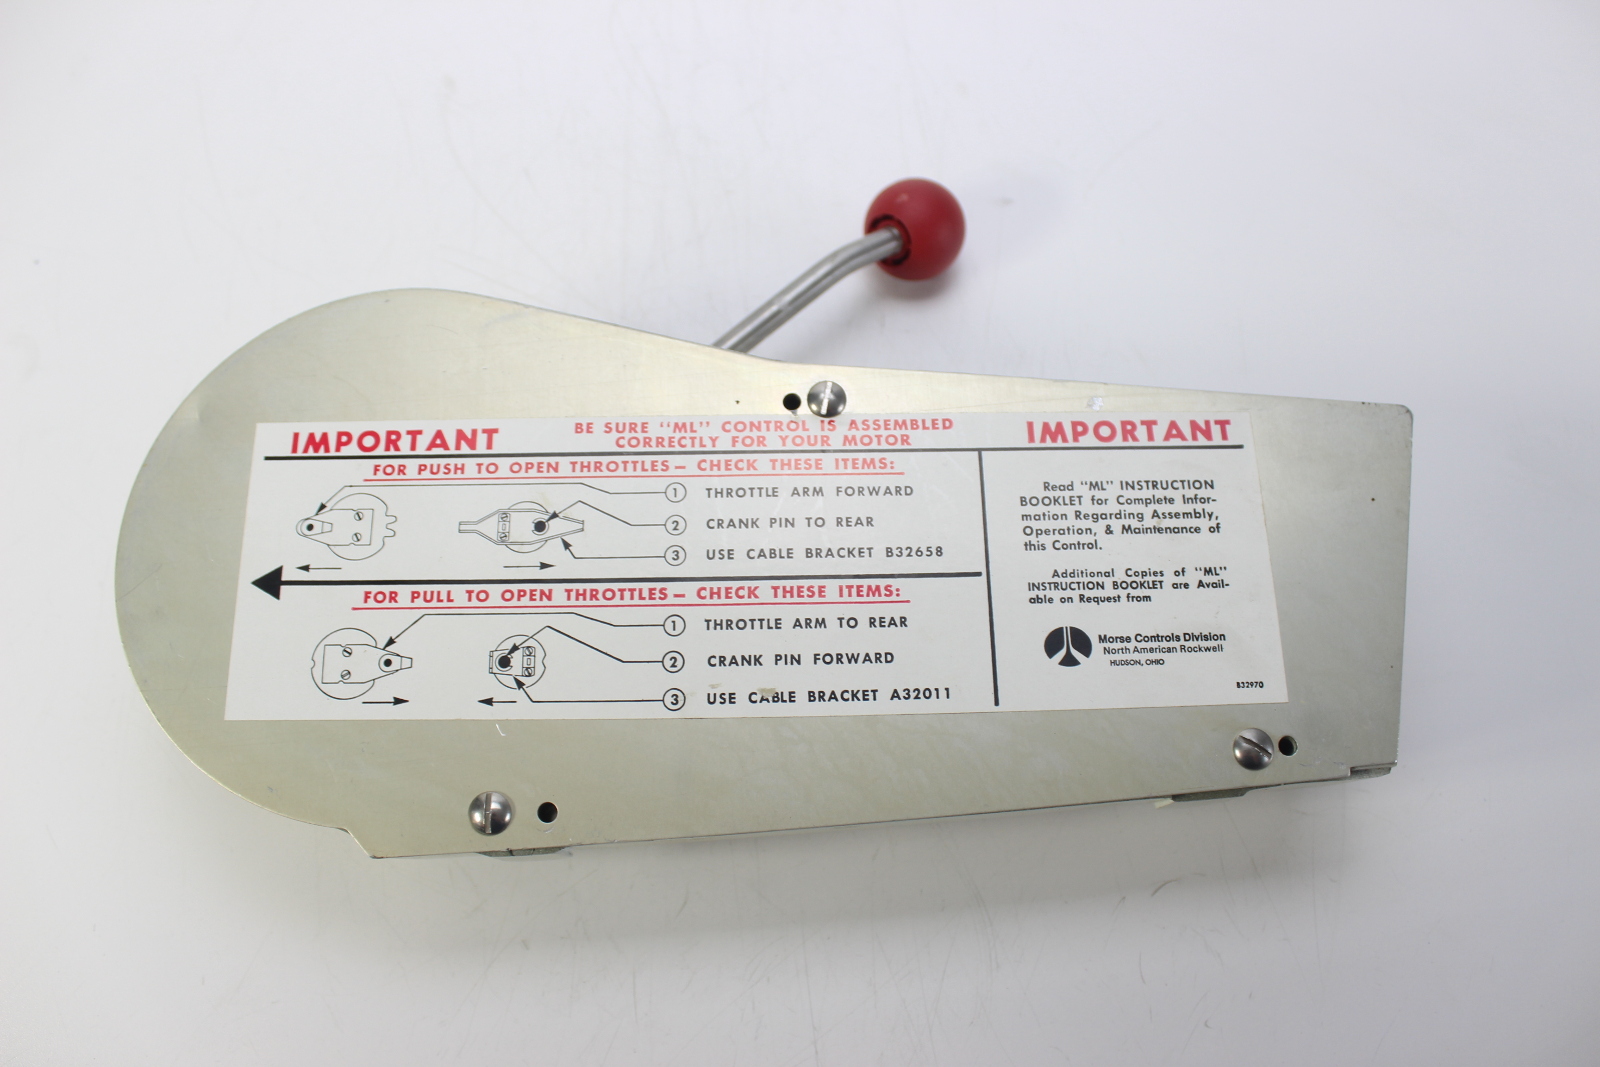 IMPORTANT
BE SURE "ML" CONTROL IS ASSEMBLED
CORRECTLY FOR YOUR MOTOR
IMPORTANT
FOR PUSH TO OPEN THROTTLES — CHECK THESE ITEMS:
1 THROTTLE ARM FORWARD
2 CRANK PIN TO REAR
3 USE CABLE BRACKET B32658
FOR PULL TO OPEN THROTTLES — CHECK THESE ITEMS:
1 THROTTLE ARM TO REAR
2 CRANK PIN FORWARD
3 USE CABLE BRACKET A32011
Read "ML" INSTRUCTION
BOOKLET for Complete Infor-
mation Regarding Assembly,
Operation, & Maintenance of
this Control.
Additional Copies of "ML"
INSTRUCTION BOOKLET are Avail-
able on Request from
Morse Controls Division
North American Rockwell
HUDSON, OHIO
B32970